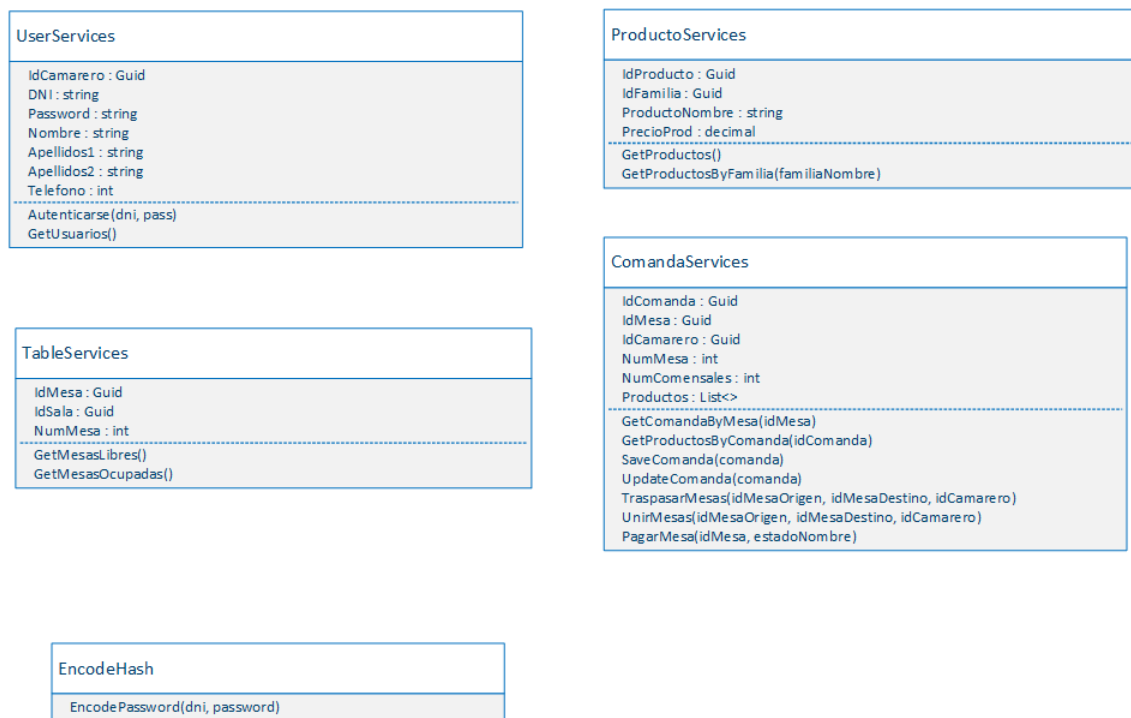 UserServices
IdCamarero : Guid
DNI : string
Password : string
Nombre : string
Apellidos1 : string
Apellidos2 : string
Telefono : int
Autenticarse(dni, pass)
GetUsuarios()
TableServices
IdMesa : Guid
IdSala : Guid
NumMesa : int
GetMesasLibres()
GetMesasOcupadas()
EncodeHash
EncodePassword(dni, password)
ProductoServices
IdProducto : Guid
IdFamilia : Guid
ProductoNombre : string
PrecioProd : decimal
GetProductos()
GetProductosByFamilia(familiaNombre)
ComandaServices
IdComanda : Guid
IdMesa : Guid
IdCamarero : Guid
NumMesa : int
NumComensales : int
Productos : List<>
GetComandaByMesa(idMesa)
GetProductosByComanda(idComanda)
SaveComanda(comanda)
UpdateComanda(comanda)
TraspasarMesas(idMesaOrigen, idMesaDestino, idCamarero)
UnirMesas(idMesaOrigen, idMesaDestino, idCamarero)
PagarMesa(idMesa, estadoNombre)